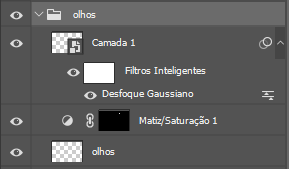 olhos
Camada 1
Filtros Inteligentes
Desfoque Gaussiano
Matiz/Saturação 1
olhos